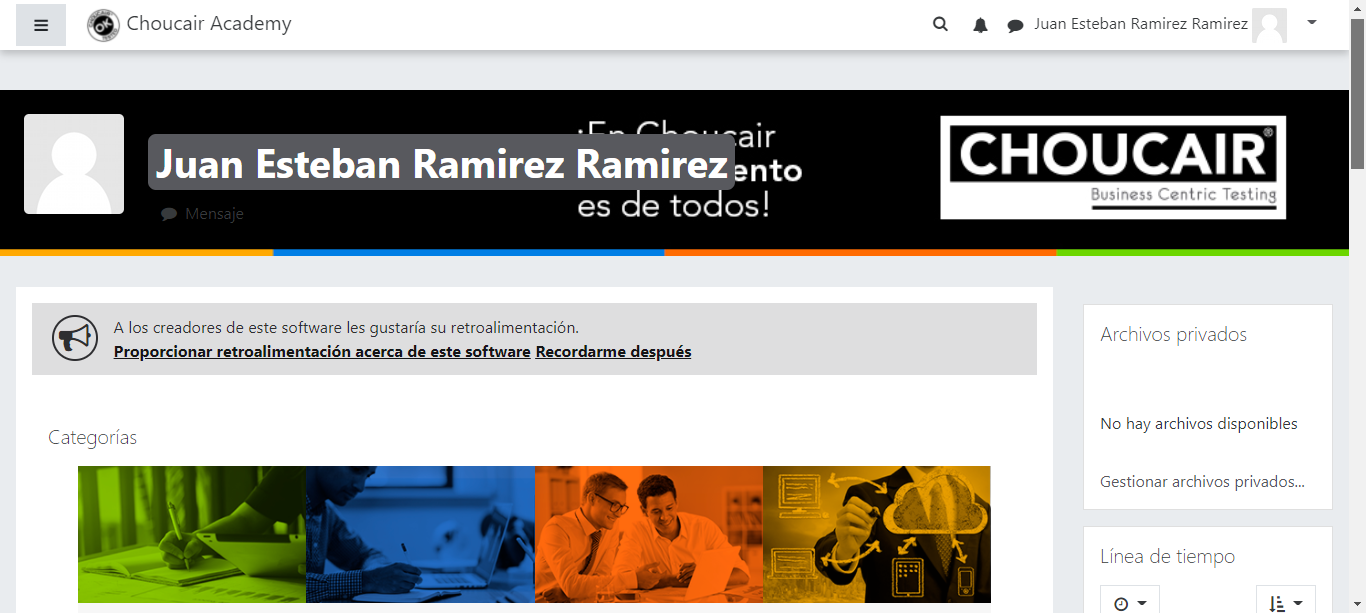 Choucair Academy
Juan Esteban Ramirez Ramirez
¡En Choucair
Juan Esteban Ramirez Ramirez
es de todos!
Mensaje
CHOUCAIR®
Business Centric Testing
A los creadores de este software les gustaría su retroalimentación.
Proporcionar retroalimentación acerca de este software Recordarme después
Categorías
Archivos privados
No hay archivos disponibles
Gestionar archivos privados...
Línea de tiempo